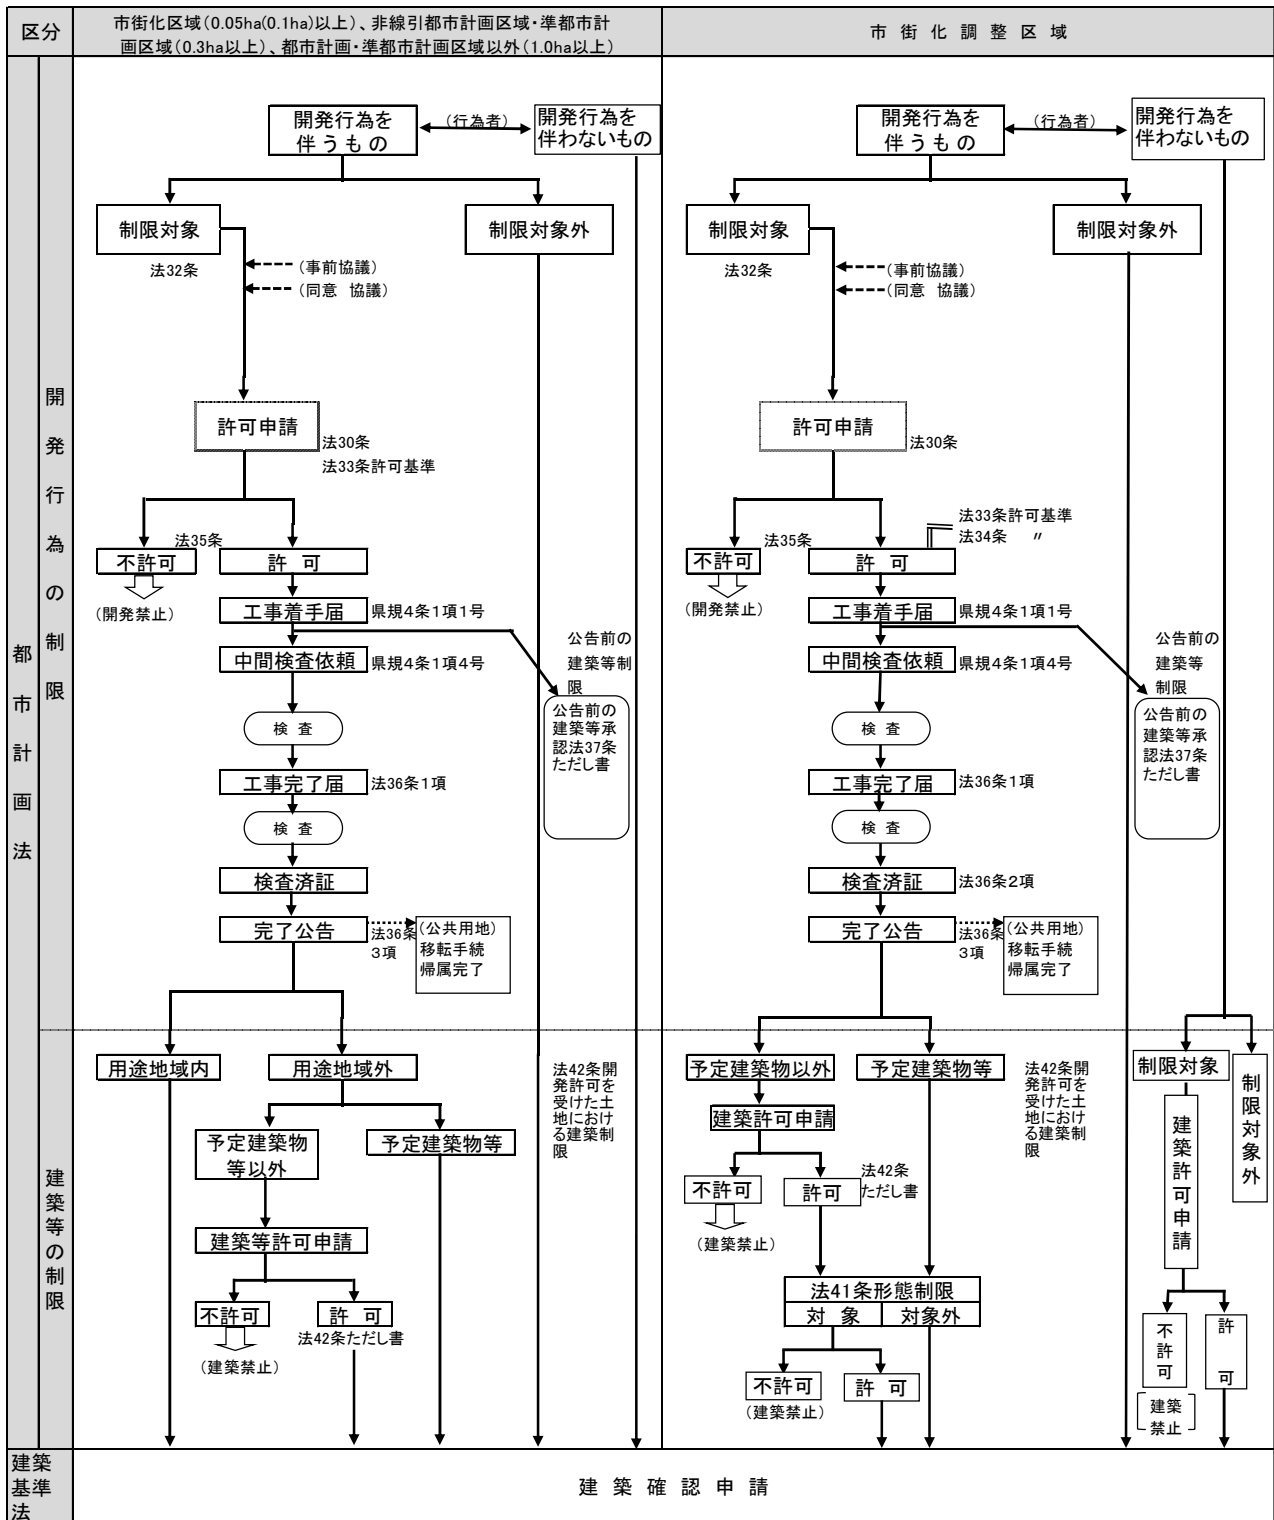 区分
市街化区域(0.05ha(0.1ha)以上)、非線引都市計画区域・準都市計
画区域(0.3ha以上)、都市計画・準都市計画区域以外(1.0ha以上)
市街化調整区域
都市計画法
開発行為の制限
開発行為を
伴うもの
(行為者)
開発行為を
伴わないもの
制限対象
制限対象外
法32条
(事前協議)
(同意 協議)
許可申請
法30条
法33条許可基準
法35条
不許可
許 可
(開発禁止)
工事着手届
県規4条1項1号
中間検査依頼
県規4条1項4号
公告前の
建築等制
限
公告前の
建築等承
認法37条
ただし書
検 査
工事完了届
法36条1項
検 査
検査済証
完了公告
法36条
3項
(公共用地)
移転手続
帰属完了
開発行為を
伴うもの
(行為者)
開発行為を
伴わないもの
制限対象
制限対象外
法32条
(事前協議)
(同意 協議)
許可申請
法30条
法33条許可基準
法34条 〃
法35条
不許可
許 可
(開発禁止)
工事着手届
県規4条1項1号
中間検査依頼
県規4条1項4号
公告前の
建築等
制限
公告前の
建築等承
認法37条
ただし書
検 査
工事完了届
法36条1項
検 査
検査済証
法36条2項
完了公告
法36条
3項
(公共用地)
移転手続
帰属完了
建築等の制限
用途地域内
用途地域外
予定建築物
等以外
予定建築物等
建築等許可申請
不許可
許 可
法42条ただし書
(建築禁止)
法42条開
発許可を
受けた土
地におけ
る建築制
限
予定建築物以外
予定建築物等
建築許可申請
不許可
許可
法42条
ただし書
(建築禁止)
法41条形態制限
対 象
対象外
不許可
許 可
(建築禁止)
法42条開
発許可を
受けた土
地におけ
る建築制
限
制限対象
制限対象外
建築許可申請
不許可
許 可
建築
禁止
建築
基準
法
建築確認申請